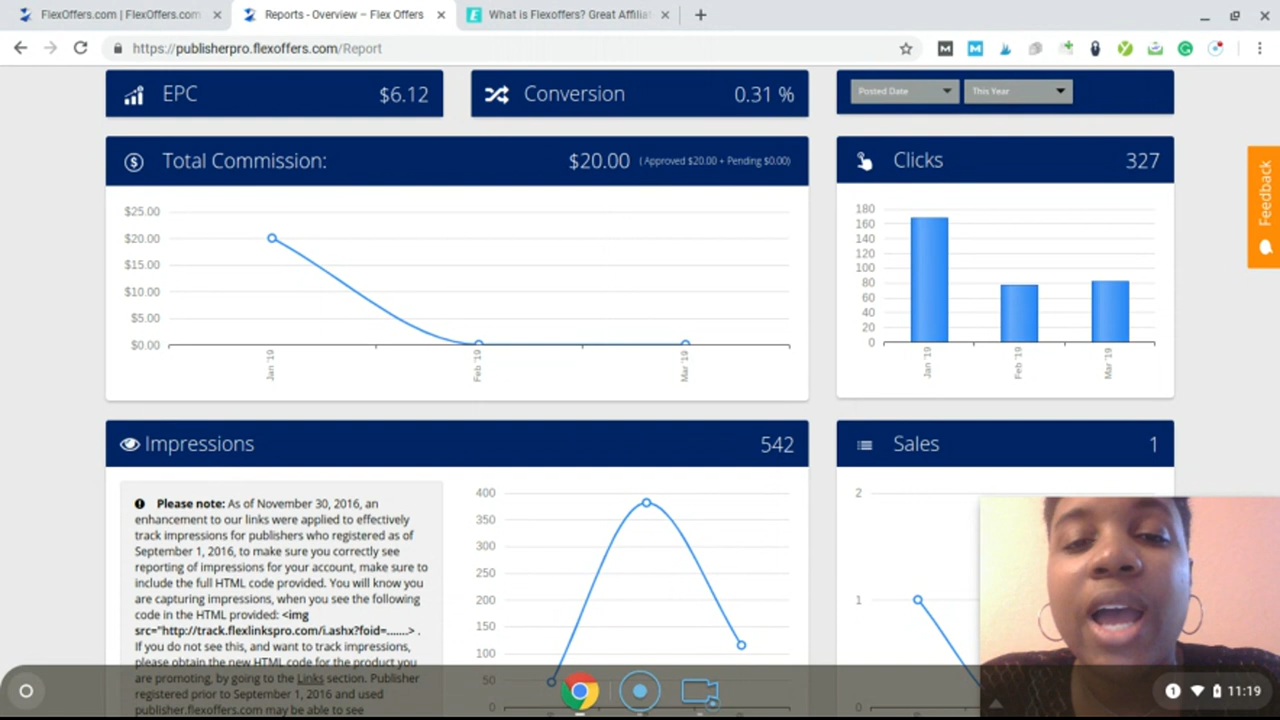 FlexOffers.com | FlexOffers.com
Reports - Overview – Flex Offers
What is Flexoffers? Great Affilia
https://publisherpro.flexoffers.com/Report
EPC
$6.12
Conversion
0.31 %
Posted Date
This Year
Total Commission:
$20.00
( Approved $20.00 + Pending $0.00)
$25.00
$20.00
$15.00
$10.00
$5.00
$0.00
Jan '19
Feb '19
Mar '19
Clicks
327
180
160
140
120
100
80
60
40
20
0
Jan '19
Feb '19
Mar '19
Feedback
Impressions
542
Please note: As of November 30, 2016, an
enhancement to our links were applied to effectively
track impressions for publishers who registered as of
September 1, 2016, to make sure you correctly see
reporting of impressions for your account, make sure to
include the full HTML code provided. You will know you
are capturing impressions, when you see the following
code in the HTML provided: <img
src="http://track.flexlinkspro.com/i.ashx?foid=.......> .
If you do not see this, and want to track impressions,
please obtain the new HTML code for the product you
are promoting, by going to the Links section. Publisher
registered prior to September 1, 2016 and used
publisher.flexoffers.com may be able to see
400
350
300
250
200
150
100
50
0
Sales
1
2
1
0
1
11:19